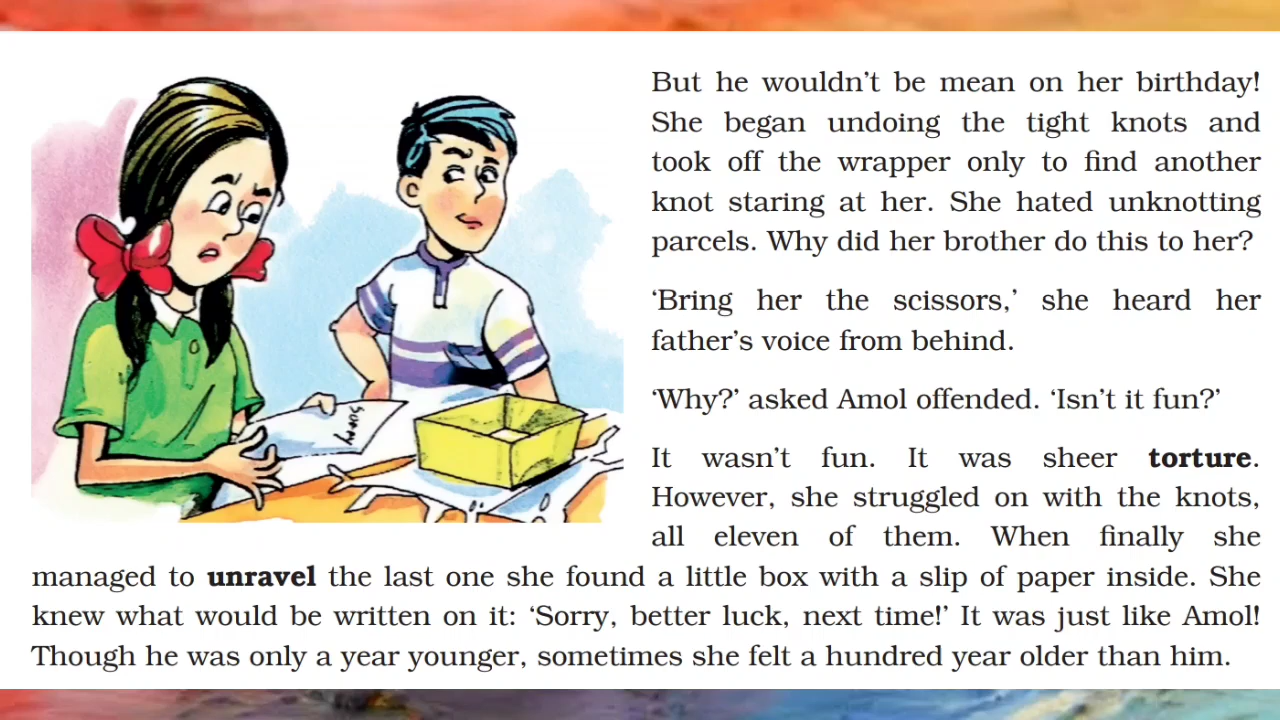 But he wouldn't be mean on her birthday!
She began undoing the tight knots and
took off the wrapper only to find another
knot staring at her. She hated unknotting
parcels. Why did her brother do this to her?
‘Bring her the scissors,’ she heard her
father's voice from behind.
‘Why?’ asked Amol offended. ‘Isn't it fun?’
It wasn't fun. It was sheer torture.
However, she struggled on with the knots,
all eleven of them. When finally she
managed to unravel the last one she found a little box with a slip of paper inside. She
knew what would be written on it: ‘Sorry, better luck, next time!’ It was just like Amol!
Though he was only a year younger, sometimes she felt a hundred year older than him.
Sorry